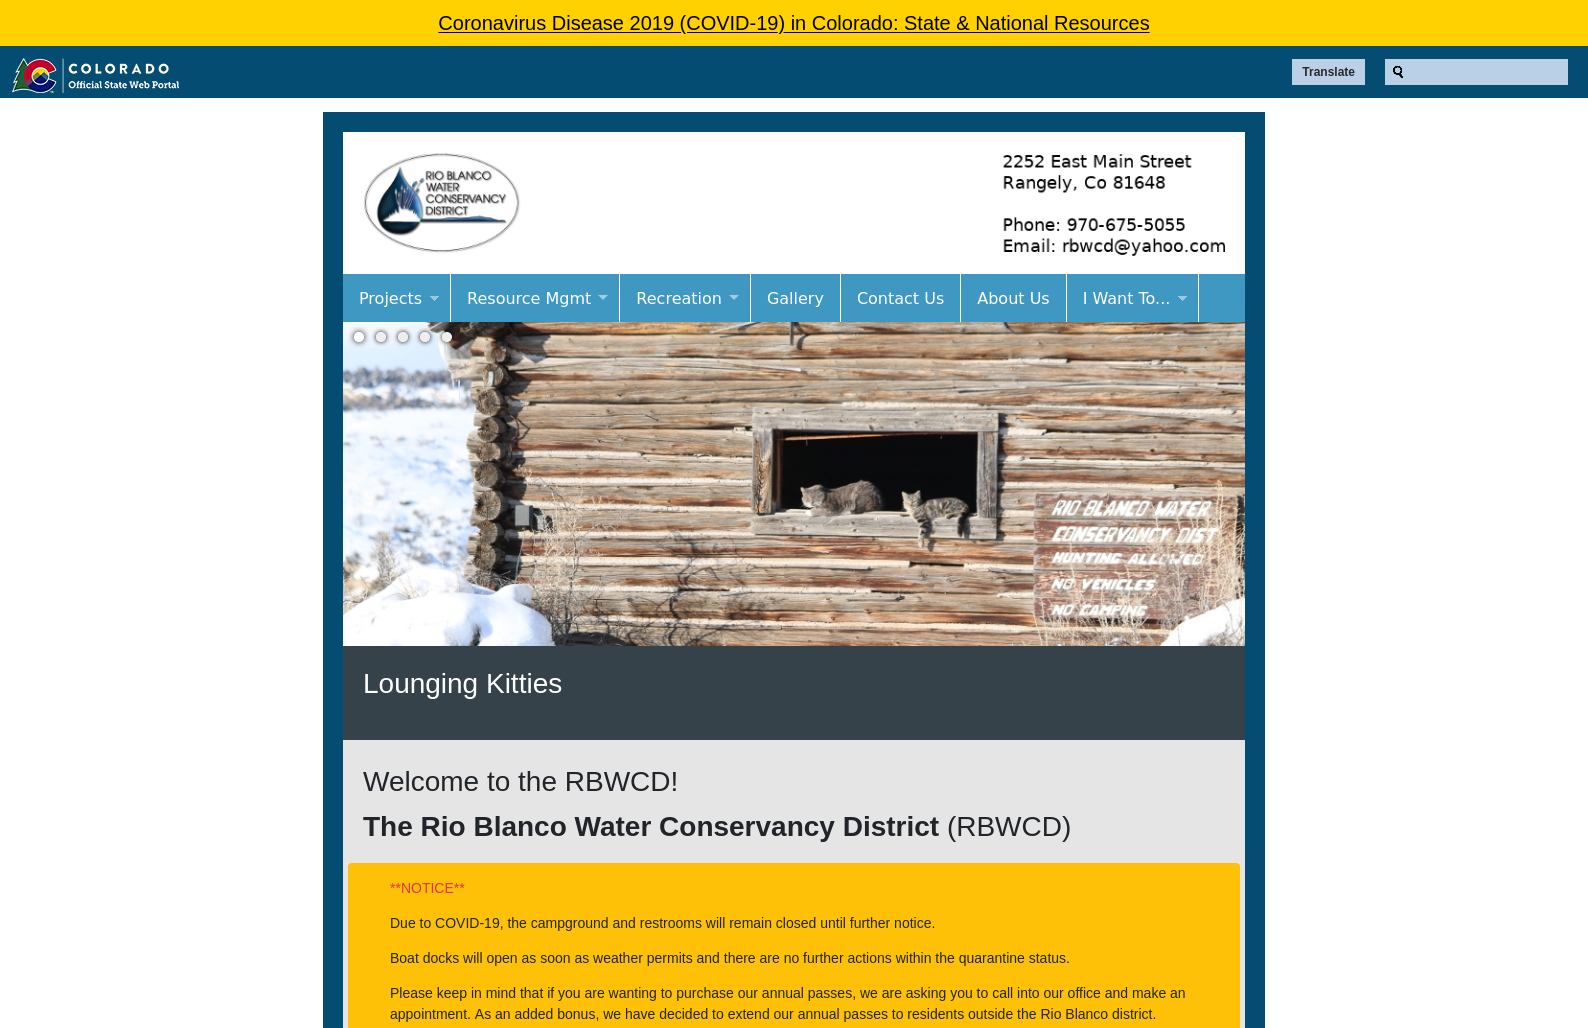 Coronavirus Disease 2019 (COVID-19) in Colorado: State & National Resources
COLORADO
Official State Web Portal
Translate
RIO BLANCO
WATER
CONSERVANCY
DISTRICT
2252 East Main Street
Rangely, Co 81648
Phone: 970-675-5055
Email: rbwcd@yahoo.com
Projects
Resource Mgmt
Recreation
Gallery
Contact Us
About Us
I Want To...
RIO BLANCO WATER
CONSERVANCY DIST
HUNTING ALLOWED
NO VEHICLES
NO CAMPING
Lounging Kitties
Welcome to the RBWCD!
The Rio Blanco Water Conservancy District (RBWCD)
**NOTICE**
Due to COVID-19, the campground and restrooms will remain closed until further notice.
Boat docks will open as soon as weather permits and there are no further actions within the quarantine status.
Please keep in mind that if you are wanting to purchase our annual passes, we are asking you to call into our office and make an
appointment. As an added bonus, we have decided to extend our annual passes to residents outside the Rio Blanco district.